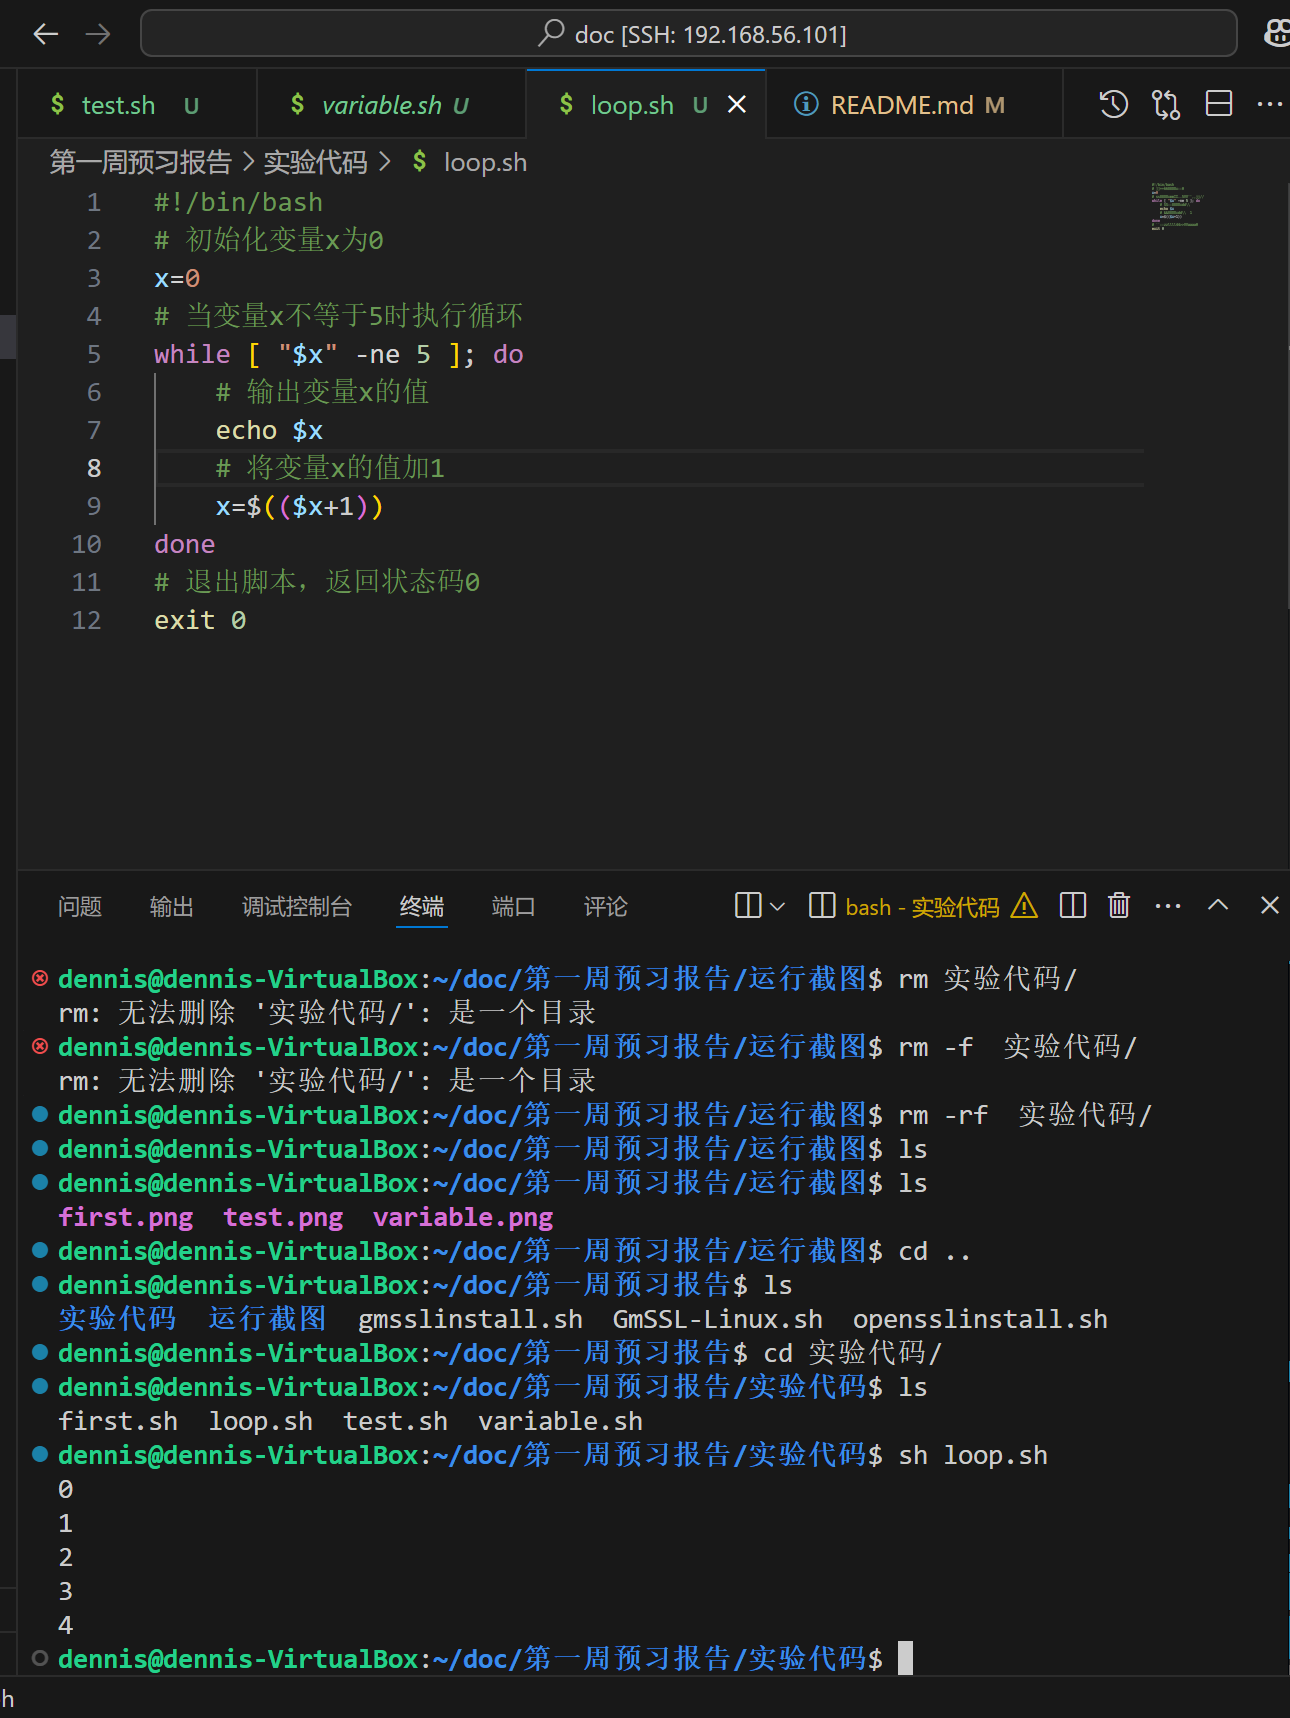 doc [SSH: 192.168.56.101]
$ test.sh U $ variable.sh U $ loop.sh U README.md M
第一周预习报告 > 实验代码 > $ loop.sh
1 #!/bin/bash
2 # 初始化变量x为0
3 x=0
4 # 当变量x不等于5时执行循环
5 while [ "$x" -ne 5 ]; do
6 # 输出变量x的值
7 echo $x
8 # 将变量x的值加1
9 x=$(($x+1))
10 done
11 # 退出脚本，返回状态码0
12 exit 0
问题 输出 调试控制台 终端 端口 评论 bash - 实验代码
dennis@dennis-VirtualBox:~/doc/第一周预习报告/运行截图$ rm 实验代码/
rm: 无法删除 '实验代码/': 是一个目录
dennis@dennis-VirtualBox:~/doc/第一周预习报告/运行截图$ rm -f  实验代码/
rm: 无法删除 '实验代码/': 是一个目录
dennis@dennis-VirtualBox:~/doc/第一周预习报告/运行截图$ rm -rf  实验代码/
dennis@dennis-VirtualBox:~/doc/第一周预习报告/运行截图$ ls
dennis@dennis-VirtualBox:~/doc/第一周预习报告/运行截图$ ls
first.png  test.png  variable.png
dennis@dennis-VirtualBox:~/doc/第一周预习报告/运行截图$ cd ..
dennis@dennis-VirtualBox:~/doc/第一周预习报告$ ls
实验代码  运行截图  gmsslinstall.sh  GmSSL-Linux.sh  opensslinstall.sh
dennis@dennis-VirtualBox:~/doc/第一周预习报告$ cd 实验代码/
dennis@dennis-VirtualBox:~/doc/第一周预习报告/实验代码$ ls
first.sh  loop.sh  test.sh  variable.sh
dennis@dennis-VirtualBox:~/doc/第一周预习报告/实验代码$ sh loop.sh
0
1
2
3
4
dennis@dennis-VirtualBox:~/doc/第一周预习报告/实验代码$
h